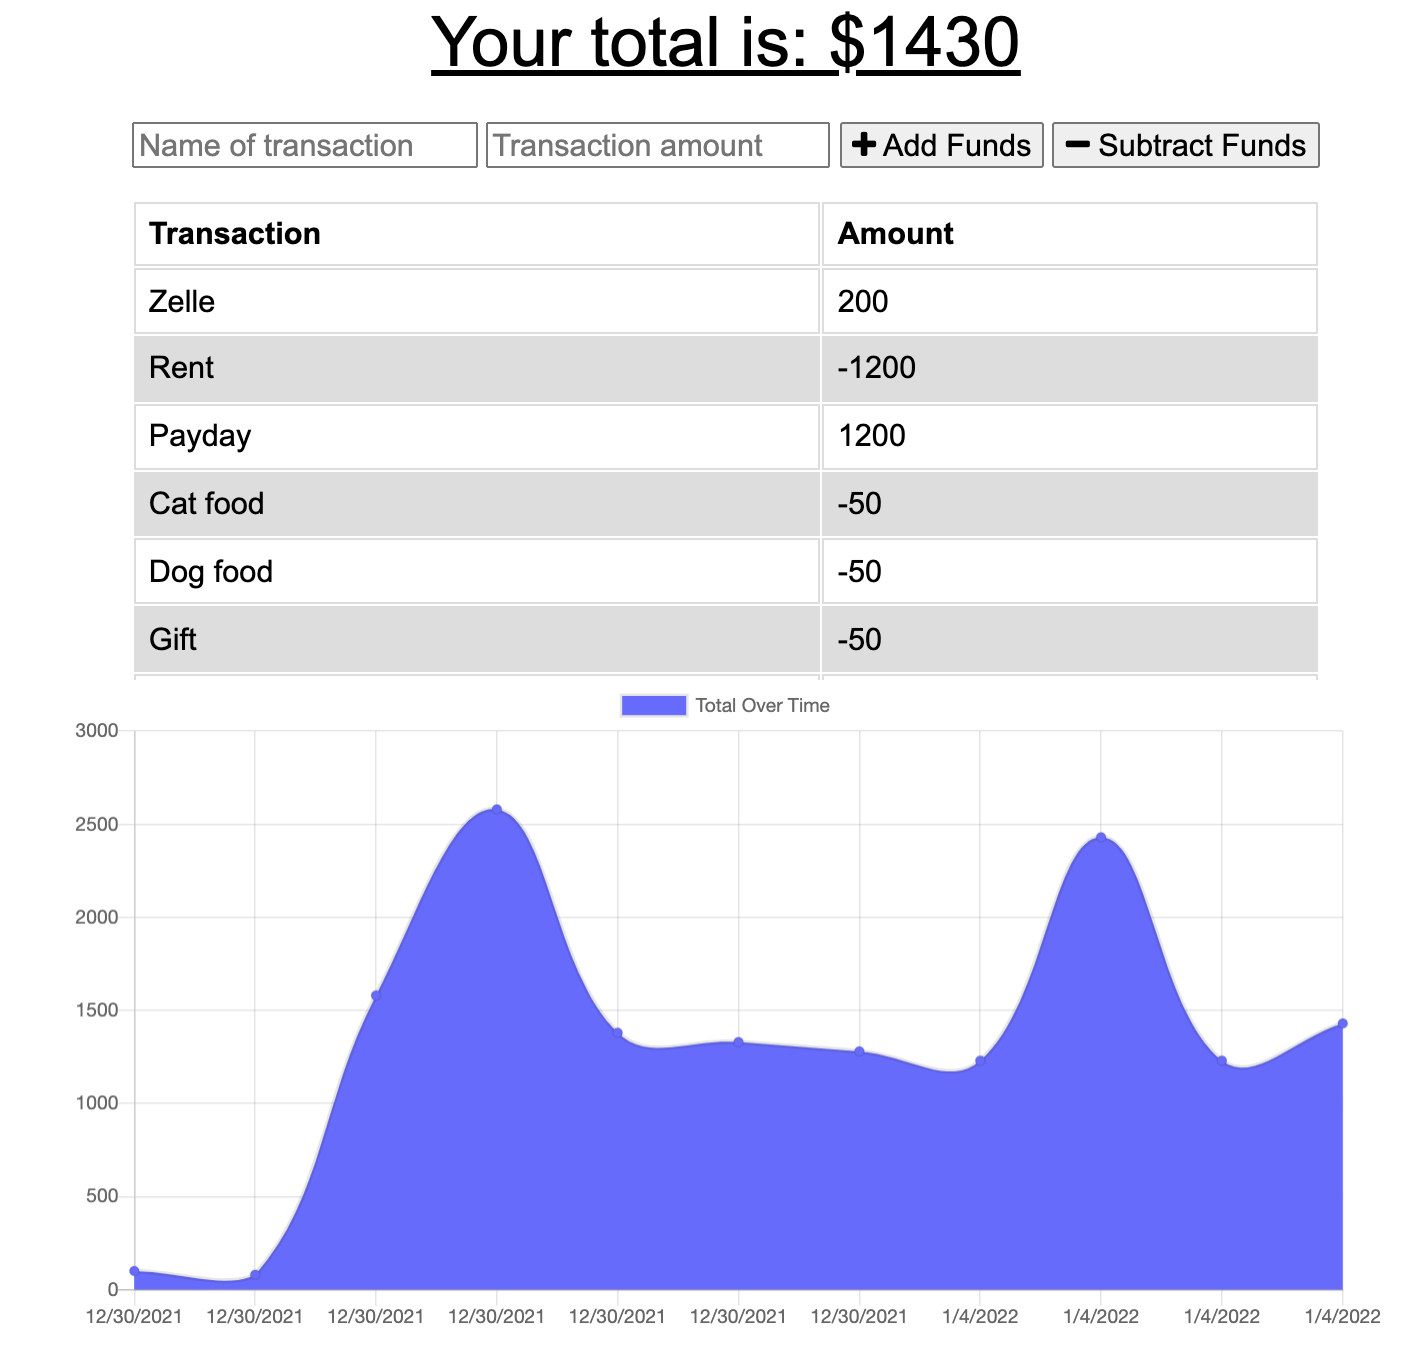 Your total is: $1430
Name of transaction Transaction amount + Add Funds − Subtract Funds
Transaction Amount
Zelle 200
Rent -1200
Payday 1200
Cat food -50
Dog food -50
Gift -50
Total Over Time
3000
2500
2000
1500
1000
500
0
12/30/2021 12/30/2021 12/30/2021 12/30/2021 12/30/2021 12/30/2021 12/30/2021 1/4/2022 1/4/2022 1/4/2022 1/4/2022